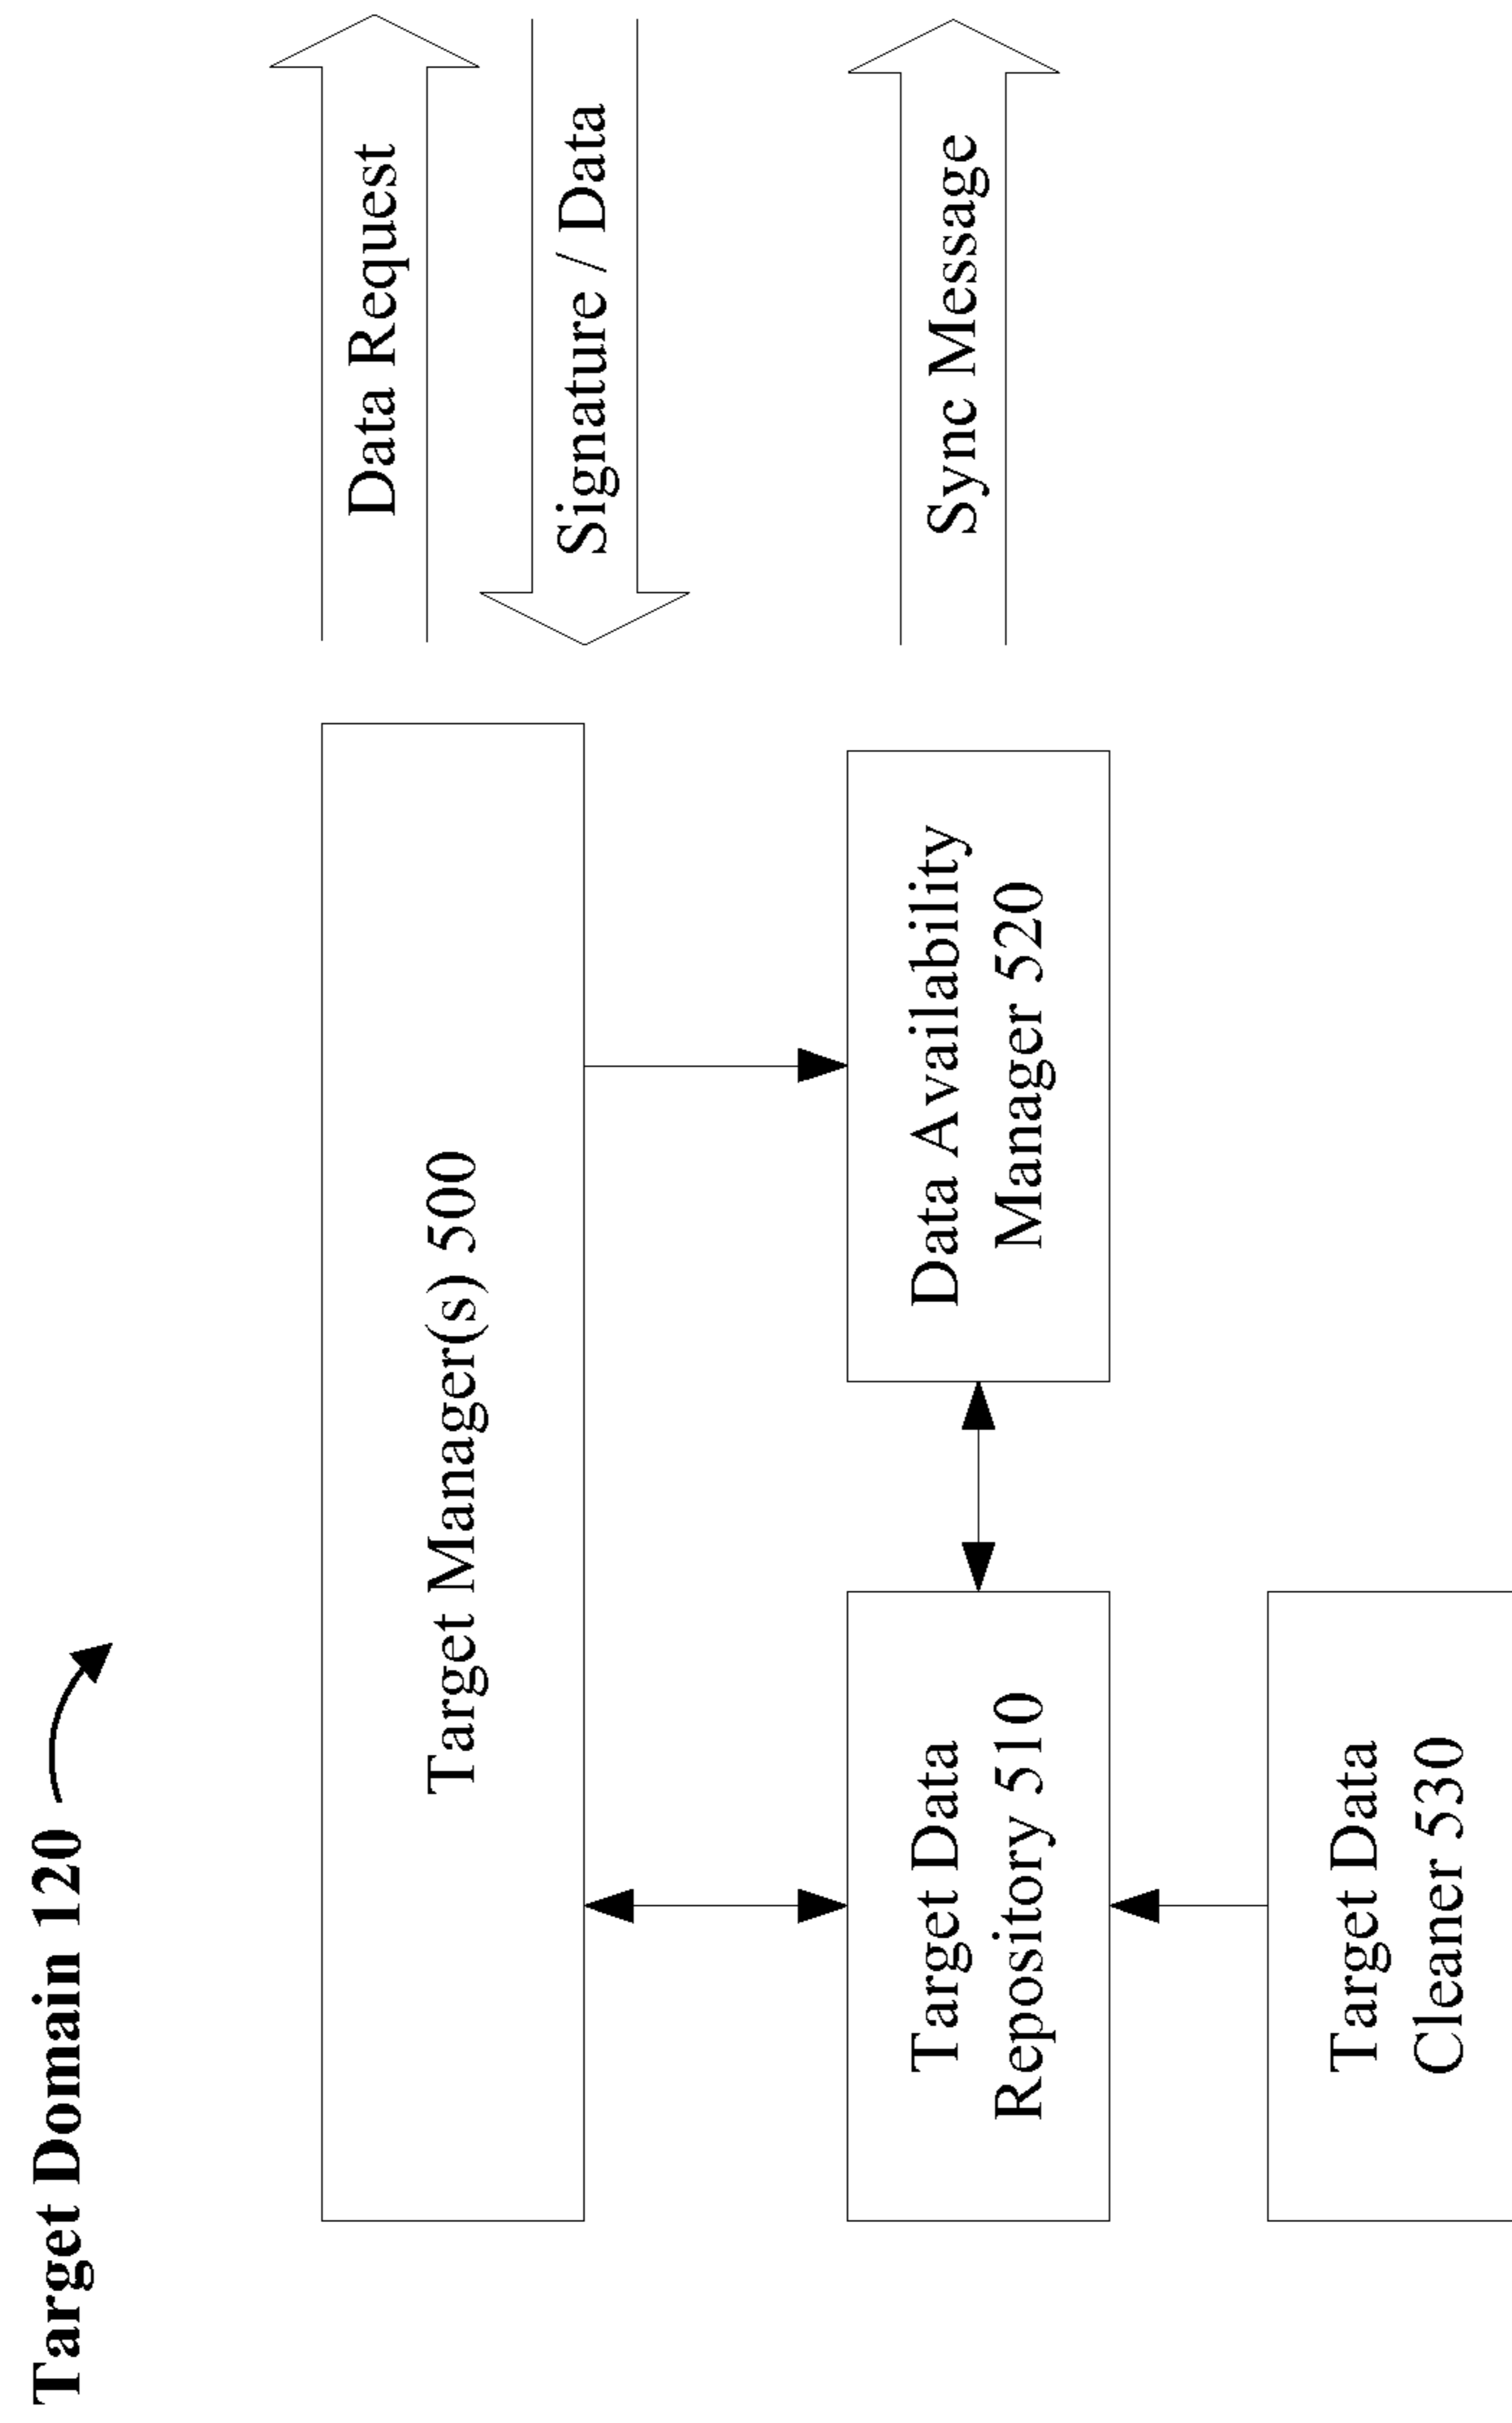 Target Domain 120
Data Request
Target Manager(s) 500
Signature / Data
Target Data
Repository 510
Data Availability
Manager 520
Sync Message
Target Data
Cleaner 530